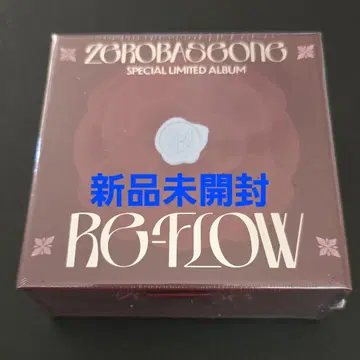 ZEROBASEONE
SPECIAL LIMITED ALBUM
新品未開封
RE-FLOW